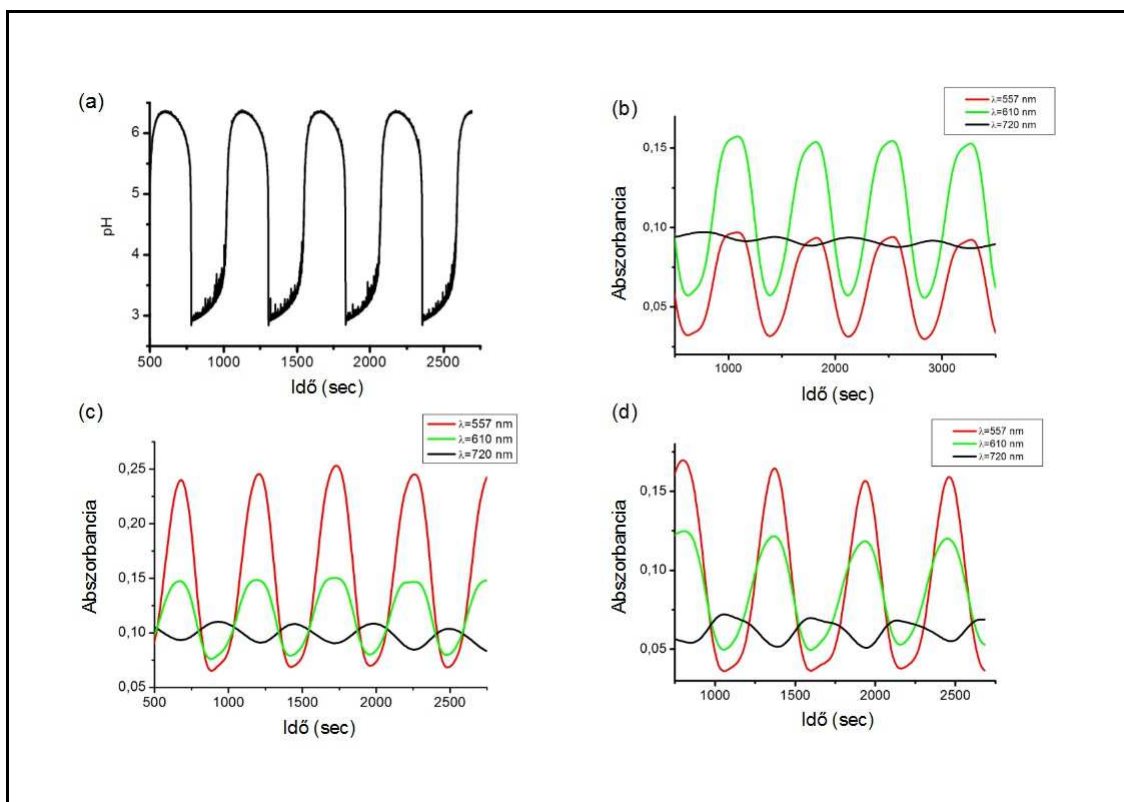 (a)
6
5
4
3
pH
500 1000 1500 2000 2500
Idő (sec)
(b)
λ=557 nm
λ=610 nm
λ=720 nm
0,15
0,10
0,05
Abszorbancia
1000 2000 3000
Idő (sec)
(c)
λ=557 nm
λ=610 nm
λ=720 nm
0,25
0,20
0,15
0,10
0,05
Abszorbancia
500 1000 1500 2000 2500
Idő (sec)
(d)
λ=557 nm
λ=610 nm
λ=720 nm
0,15
0,10
0,05
Abszorbancia
1000 1500 2000 2500
Idő (sec)